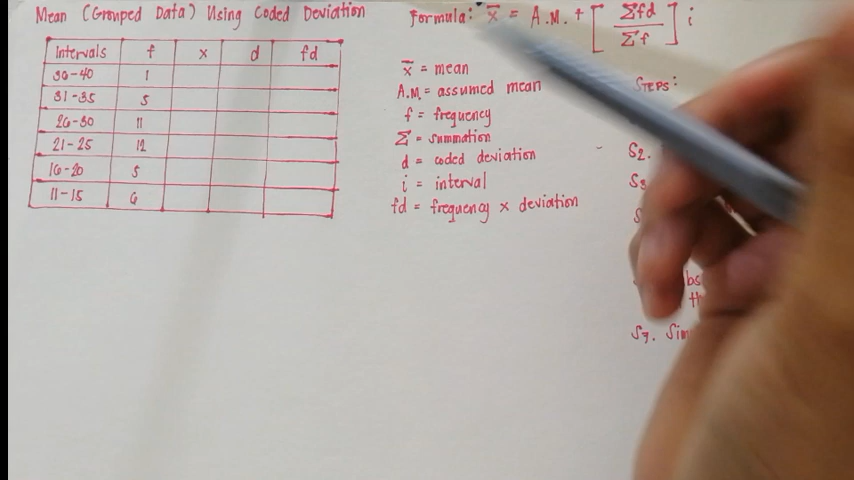 Mean (Grouped Data) Using Coded Deviation
Intervals f x d fd
36-40 1
31-35 5
26-30 11
21-25 12
16-20 5
11-15 6
Formula: x̄ = A.M. + [ Σfd / Σf ] i
x̄ = mean
A.M. = assumed mean
f = frequency
Σ = summation
d = coded deviation
i = interval
fd = frequency x deviation
STEPS:
S2.
S3
S7.